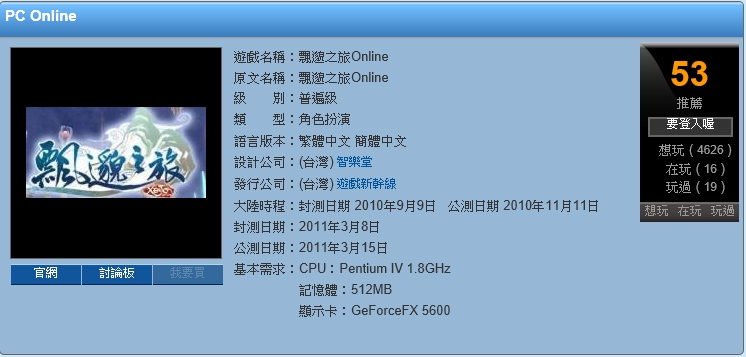 PC Online
飄邈之旅
XeTo
官網 討論板 我要買
遊戲名稱：飄邈之旅Online
原文名稱：飄邈之旅Online
級　　別：普遍級
類　　型：角色扮演
語言版本：繁體中文 簡體中文
設計公司：(台灣) 智樂堂
發行公司：(台灣) 遊戲新幹線
大陸時程：封測日期 2010年9月9日 公測日期 2010年11月11日
封測日期：2011年3月8日
公測日期：2011年3月15日
基本需求：CPU：Pentium IV 1.8GHz
記憶體：512MB
顯示卡：GeForceFX 5600
53
推薦
要登入喔
想玩 ( 4626 )
在玩 ( 16 )
玩過 ( 19 )
想玩 在玩 玩過